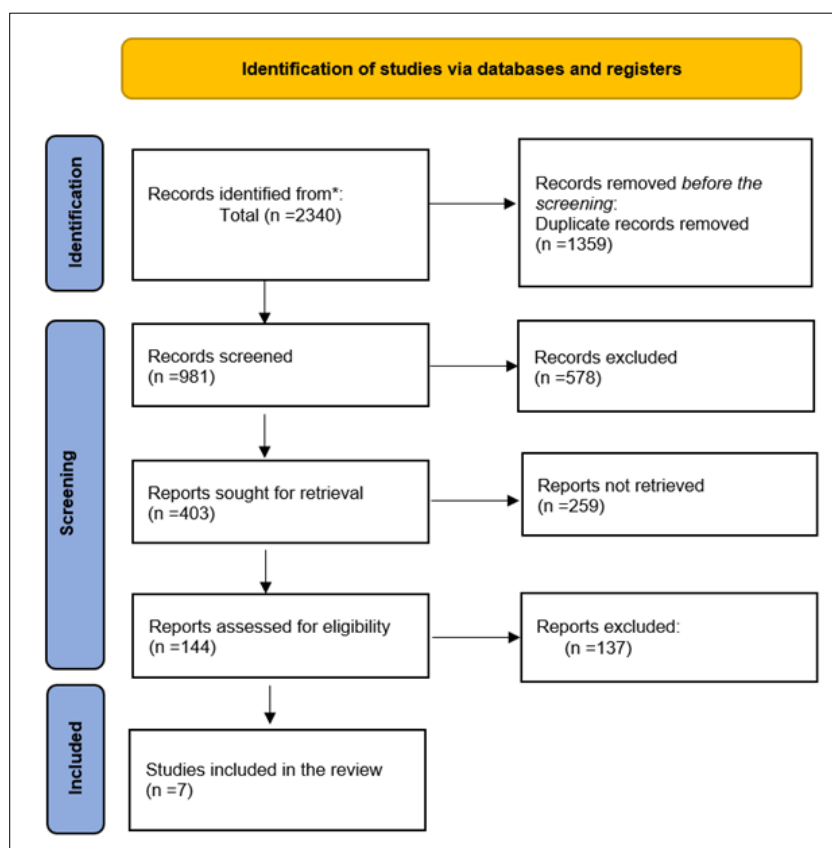 Identification of studies via databases and registers
Identification
Records identified from*:
Total (n =2340)
Records removed before the
screening:
Duplicate records removed
(n =1359)
Screening
Records screened
(n =981)
Records excluded
(n =578)
Reports sought for retrieval
(n =403)
Reports not retrieved
(n =259)
Reports assessed for eligibility
(n =144)
Reports excluded:
(n =137)
Included
Studies included in the review
(n =7)